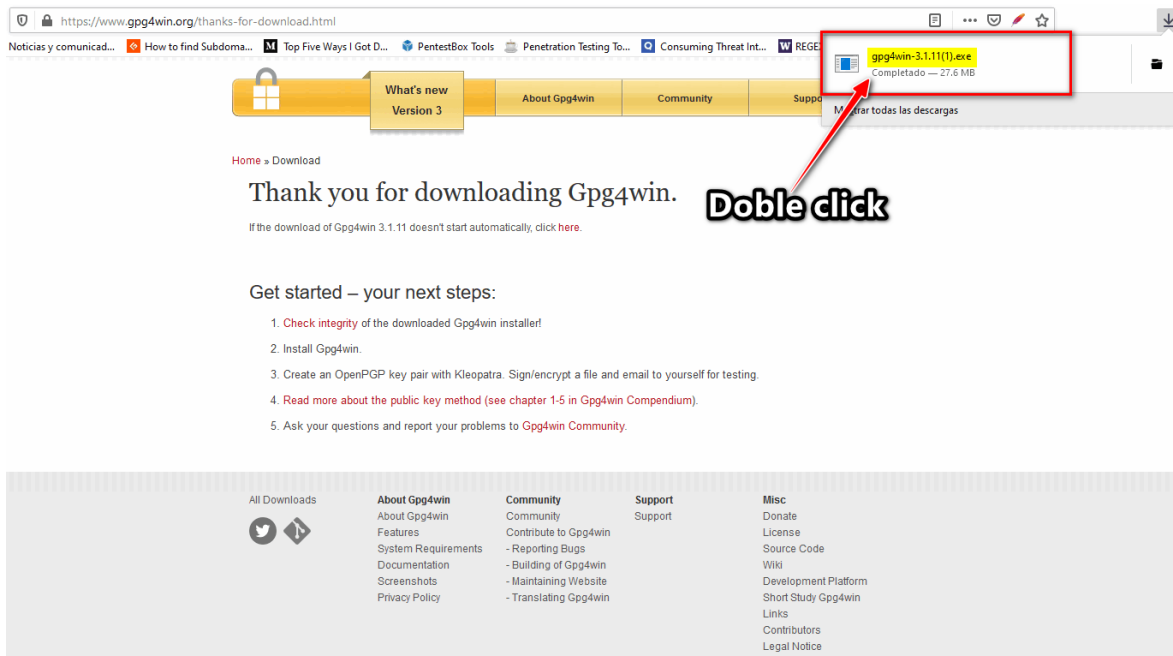 https://www.gpg4win.org/thanks-for-download.html
Noticias y comunicad... How to find Subdoma... Top Five Ways I Got D... PentestBox Tools Penetration Testing To... Consuming Threat Int... REGE
gpg4win-3.1.11(1).exe
Completado — 27.6 MB
Mostrar todas las descargas
What's new
Version 3
About Gpg4win
Community
Suppo
Home » Download
Thank you for downloading Gpg4win.
Doble click
If the download of Gpg4win 3.1.11 doesn't start automatically, click here.
Get started – your next steps:
1. Check integrity of the downloaded Gpg4win installer!
2. Install Gpg4win.
3. Create an OpenPGP key pair with Kleopatra. Sign/encrypt a file and email to yourself for testing.
4. Read more about the public key method (see chapter 1-5 in Gpg4win Compendium).
5. Ask your questions and report your problems to Gpg4win Community.
All Downloads
About Gpg4win
About Gpg4win
Features
System Requirements
Documentation
Screenshots
Privacy Policy
Community
Community
Contribute to Gpg4win
- Reporting Bugs
- Building of Gpg4win
- Maintaining Website
- Translating Gpg4win
Support
Support
Misc
Donate
License
Source Code
Wiki
Development Platform
Short Study Gpg4win
Links
Contributors
Legal Notice